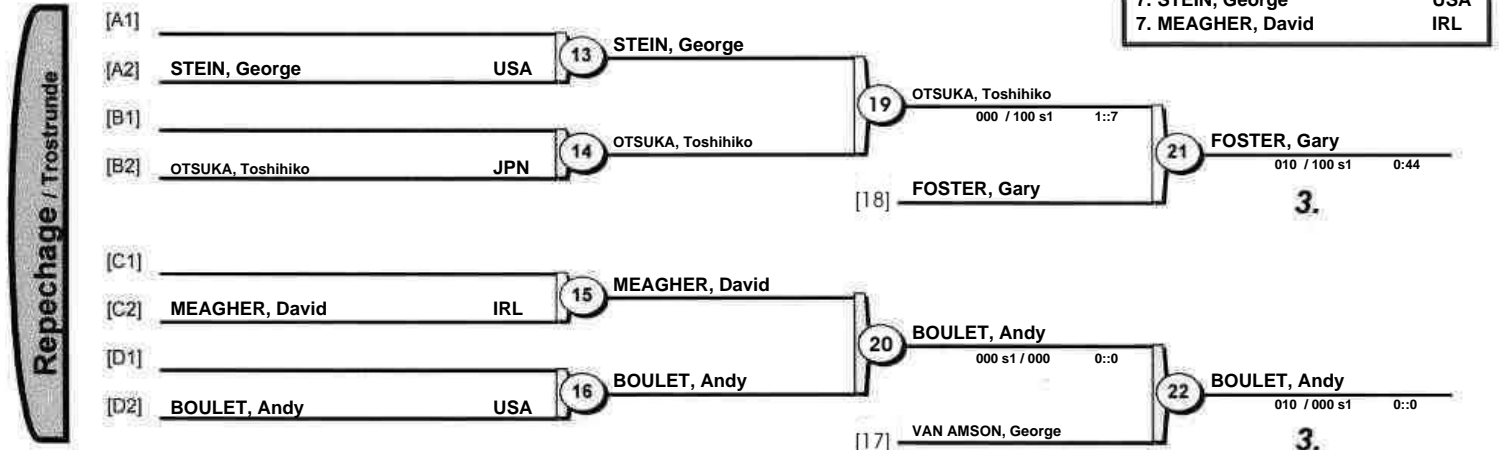 7. STEIN, George USA
7. MEAGHER, David IRL
Repechage / Trostrunde
[A1]
[A2] STEIN, George USA
13 STEIN, George
[B1]
[B2] OTSUKA, Toshihiko JPN
14 OTSUKA, Toshihiko
19 OTSUKA, Toshihiko
000 / 100 s1 1::7
[18] FOSTER, Gary
21 FOSTER, Gary
010 / 100 s1 0:44
3.
[C1]
[C2] MEAGHER, David IRL
15 MEAGHER, David
[D1]
[D2] BOULET, Andy USA
16 BOULET, Andy
20 BOULET, Andy
000 s1 / 000 0::0
[17] VAN AMSON, George
22 BOULET, Andy
010 / 000 s1 0::0
3.